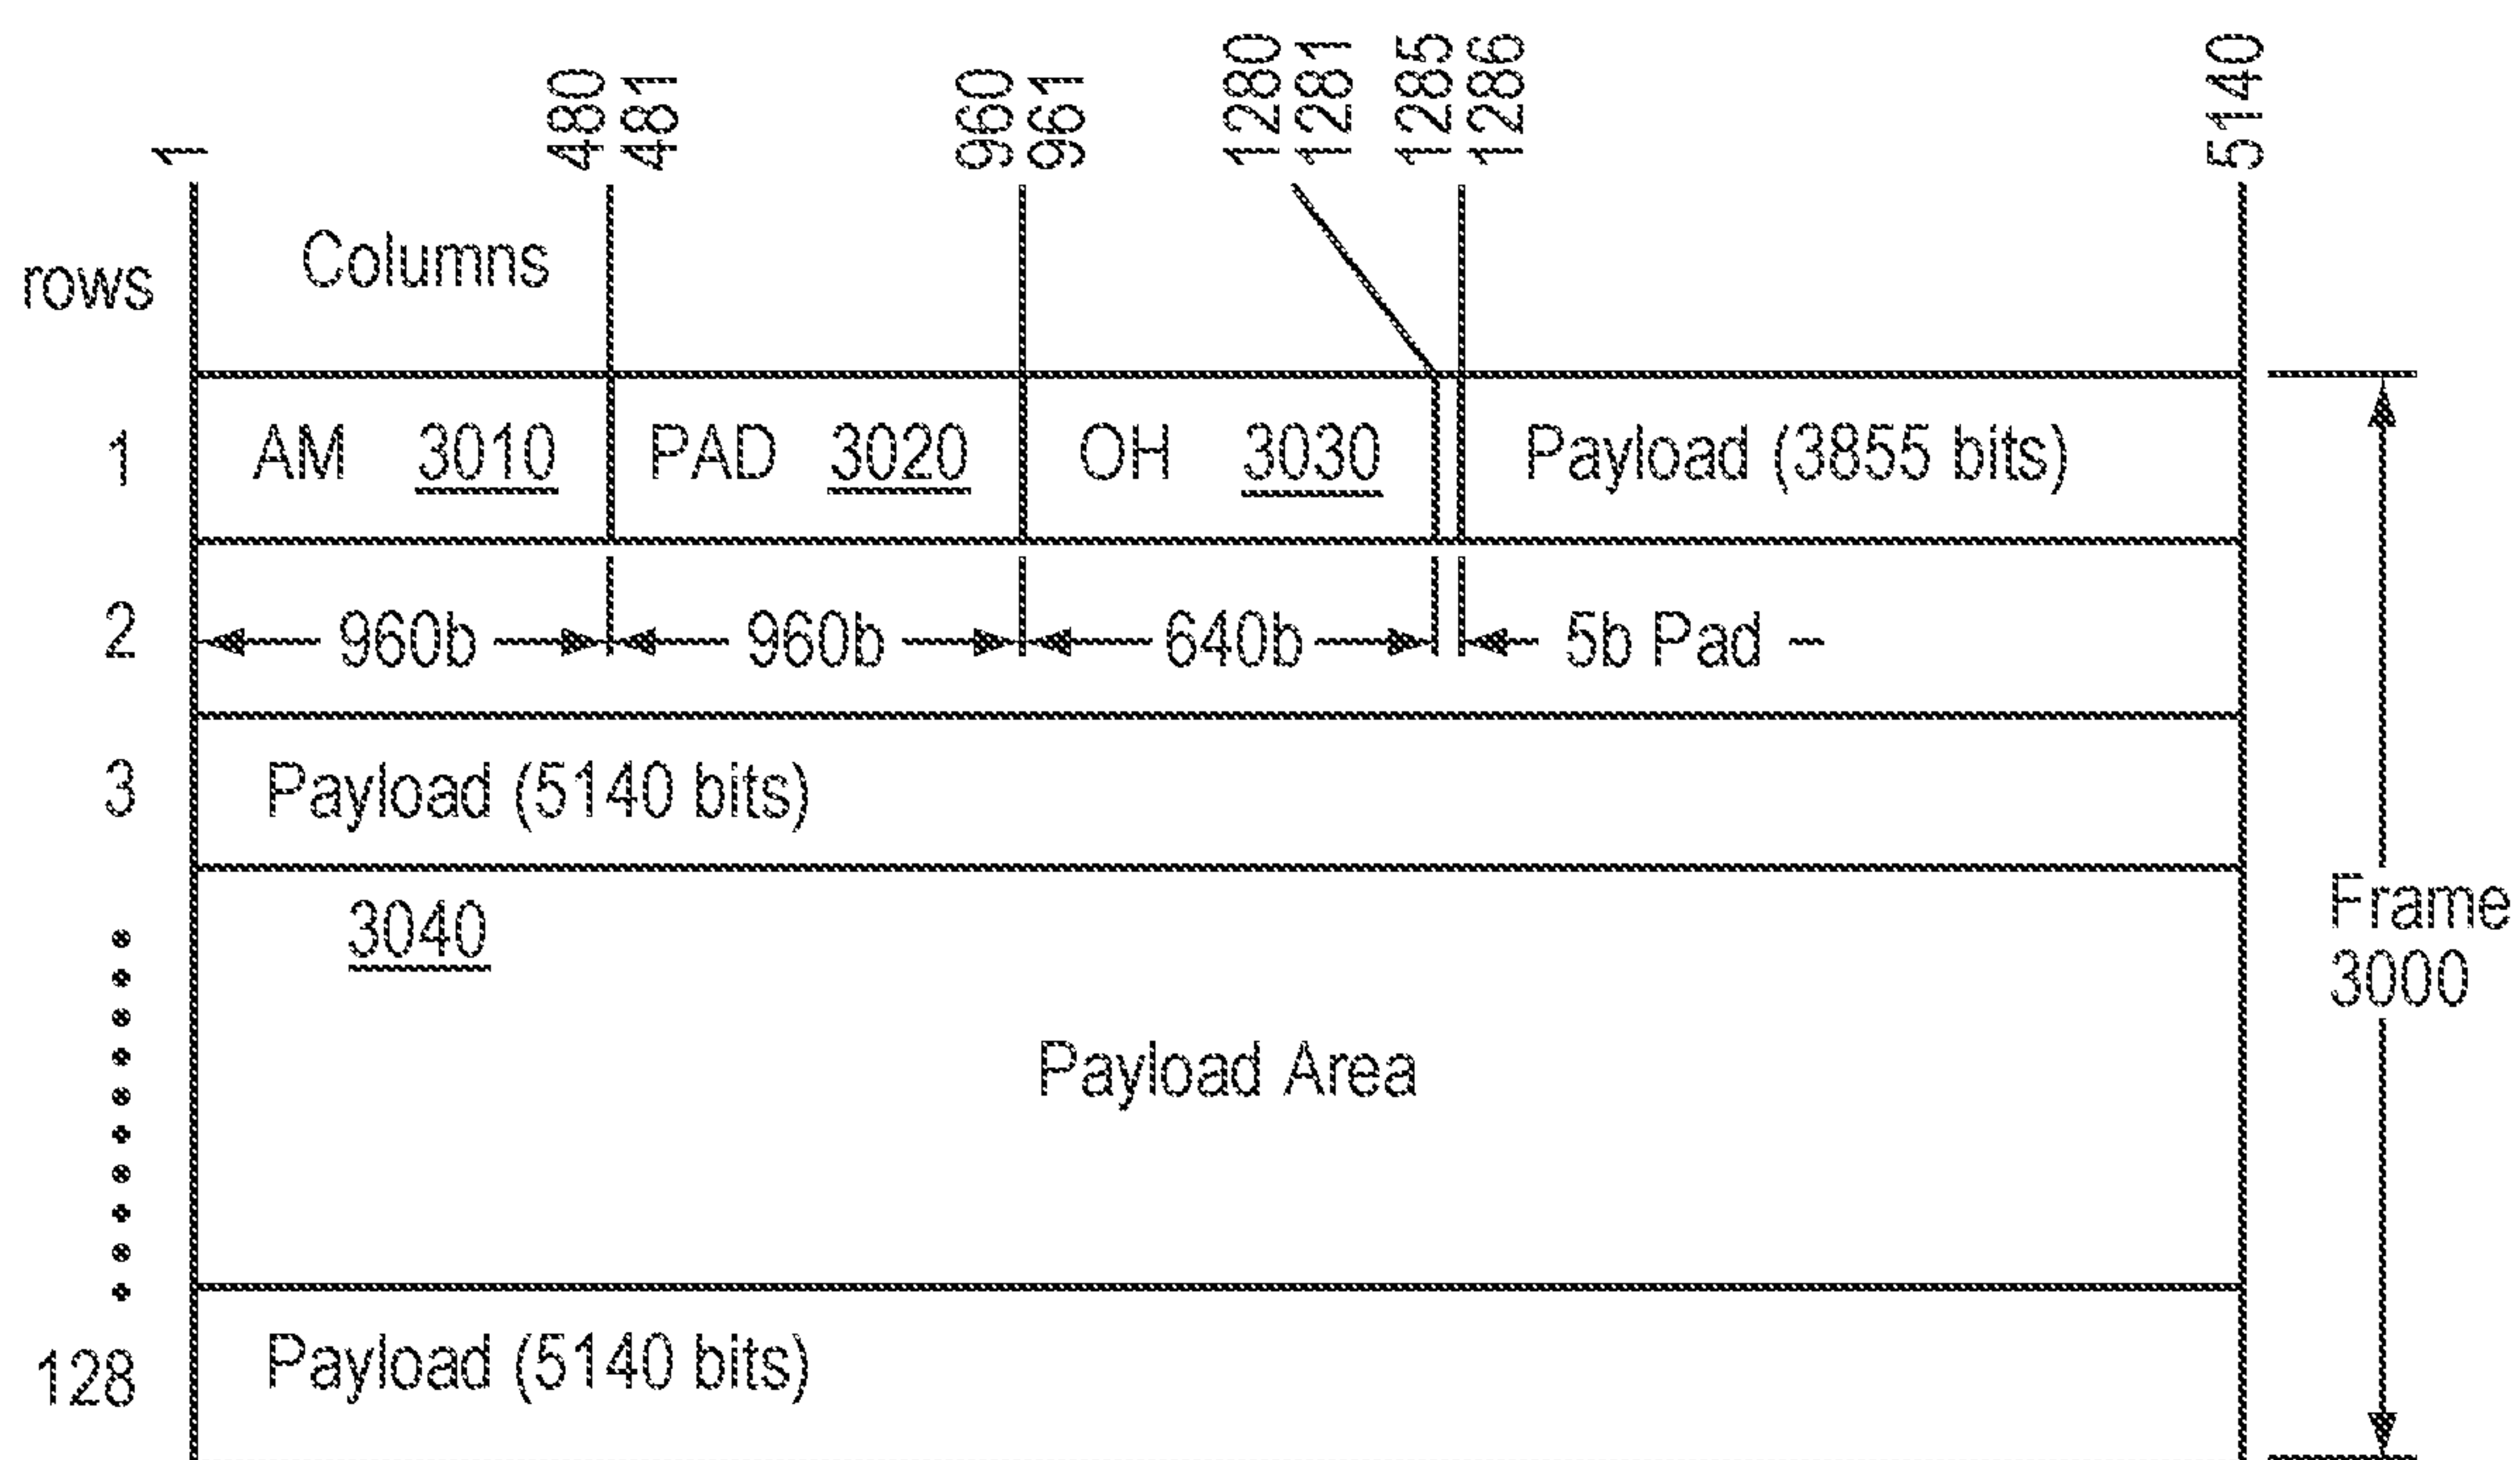 1
480
481
960
961
1280
1281
1285
1286
5140
rows
Columns
1
AM 3010
PAD 3020
OH 3030
Payload (3855 bits)
2
960b
960b
640b
5b Pad
3
Payload (5140 bits)
3040
Payload Area
Frame
3000
128
Payload (5140 bits)